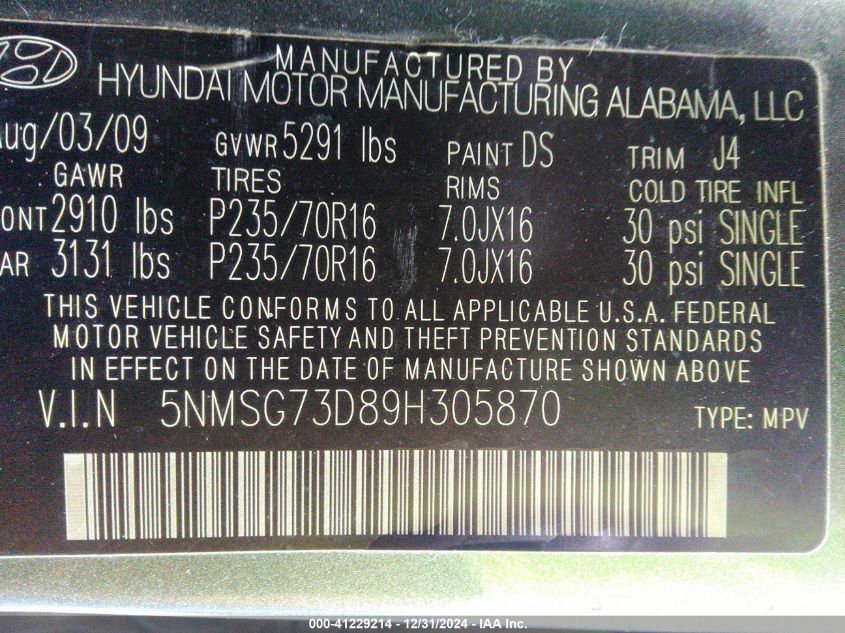 MANUFACTURED BY
HYUNDAI MOTOR MANUFACTURING ALABAMA, LLC
Aug/03/09 GVWR 5291 lbs PAINT DS TRIM J4
GAWR TIRES RIMS COLD TIRE INFL
ONT 2910 lbs P235/70R16 7.0JX16 30 psi SINGLE
AR 3131 lbs P235/70R16 7.0JX16 30 psi SINGLE
THIS VEHICLE CONFORMS TO ALL APPLICABLE U.S.A. FEDERAL
MOTOR VEHICLE SAFETY AND THEFT PREVENTION STANDARDS
IN EFFECT ON THE DATE OF MANUFACTURE SHOWN ABOVE
V.I.N 5NMSG73D89H305870 TYPE: MPV
000-41229214 - 12/31/2024 - IAA Inc.